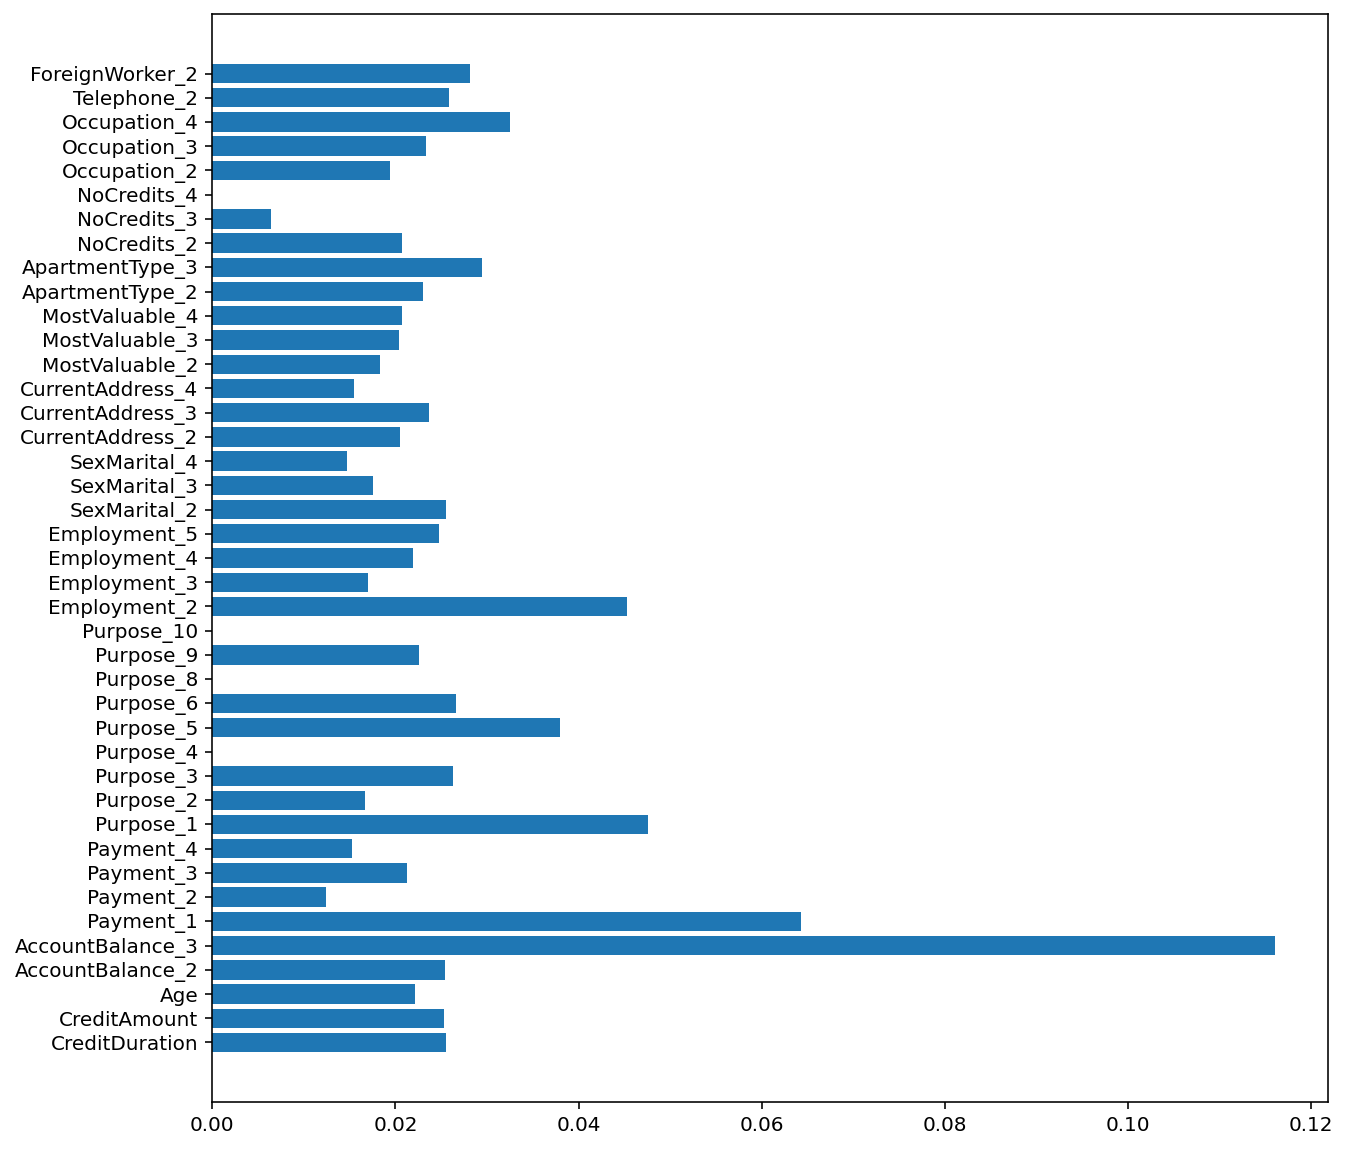 ForeignWorker_2
Telephone_2
Occupation_4
Occupation_3
Occupation_2
NoCredits_4
NoCredits_3
NoCredits_2
ApartmentType_3
ApartmentType_2
MostValuable_4
MostValuable_3
MostValuable_2
CurrentAddress_4
CurrentAddress_3
CurrentAddress_2
SexMarital_4
SexMarital_3
SexMarital_2
Employment_5
Employment_4
Employment_3
Employment_2
Purpose_10
Purpose_9
Purpose_8
Purpose_6
Purpose_5
Purpose_4
Purpose_3
Purpose_2
Purpose_1
Payment_4
Payment_3
Payment_2
Payment_1
AccountBalance_3
AccountBalance_2
Age
CreditAmount
CreditDuration
0.00 0.02 0.04 0.06 0.08 0.10 0.12